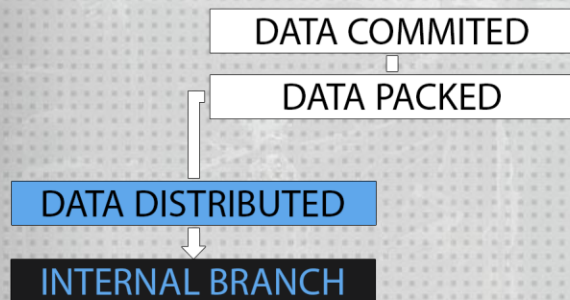 DATA COMMITED
DATA PACKED
DATA DISTRIBUTED
INTERNAL BRANCH